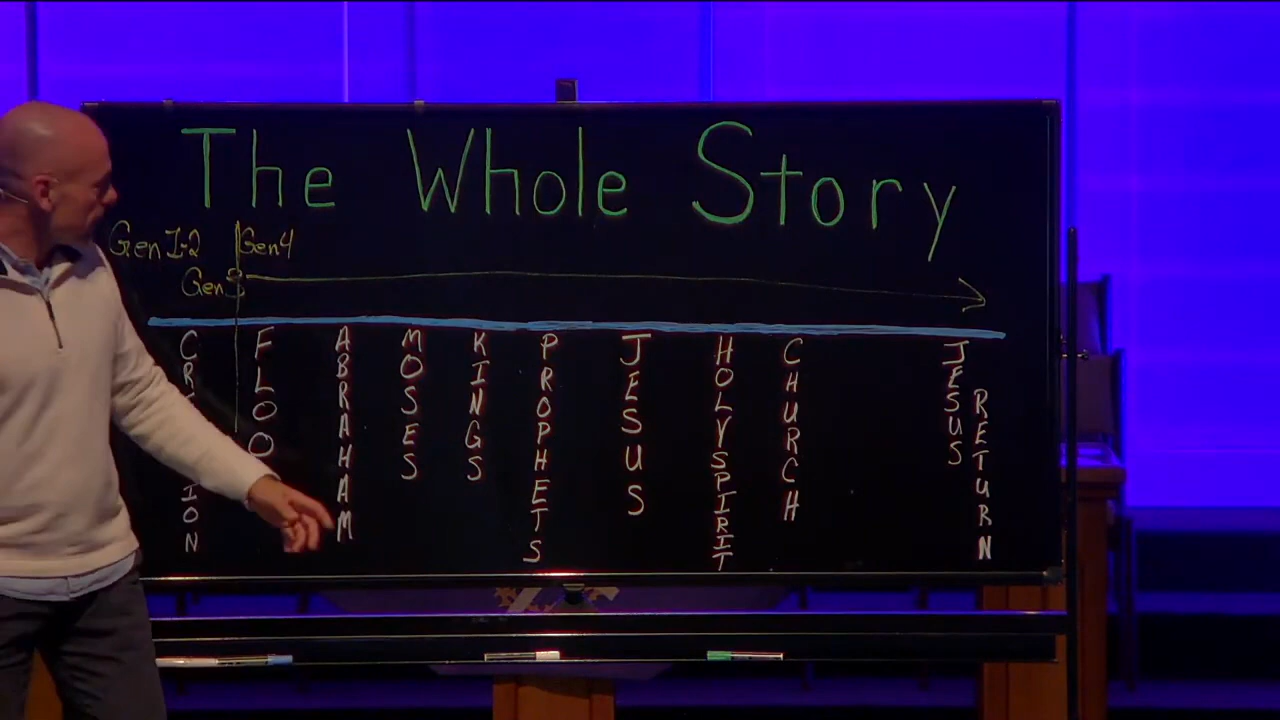 The Whole Story
Gen 1-2
Gen 4
Gen 3
ABRAHAM
MOSES
KINGS
PROPHETS
JESUS
HOLY SPIRIT
CHURCH
JESUS
RETURN